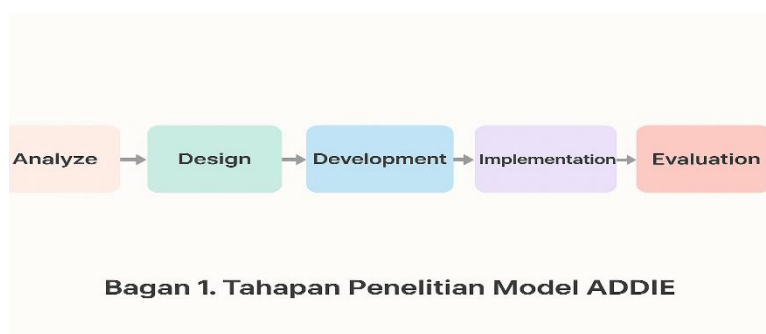 Analyze
Design
Development
Implementation
Evaluation
Bagan 1. Tahapan Penelitian Model ADDIE